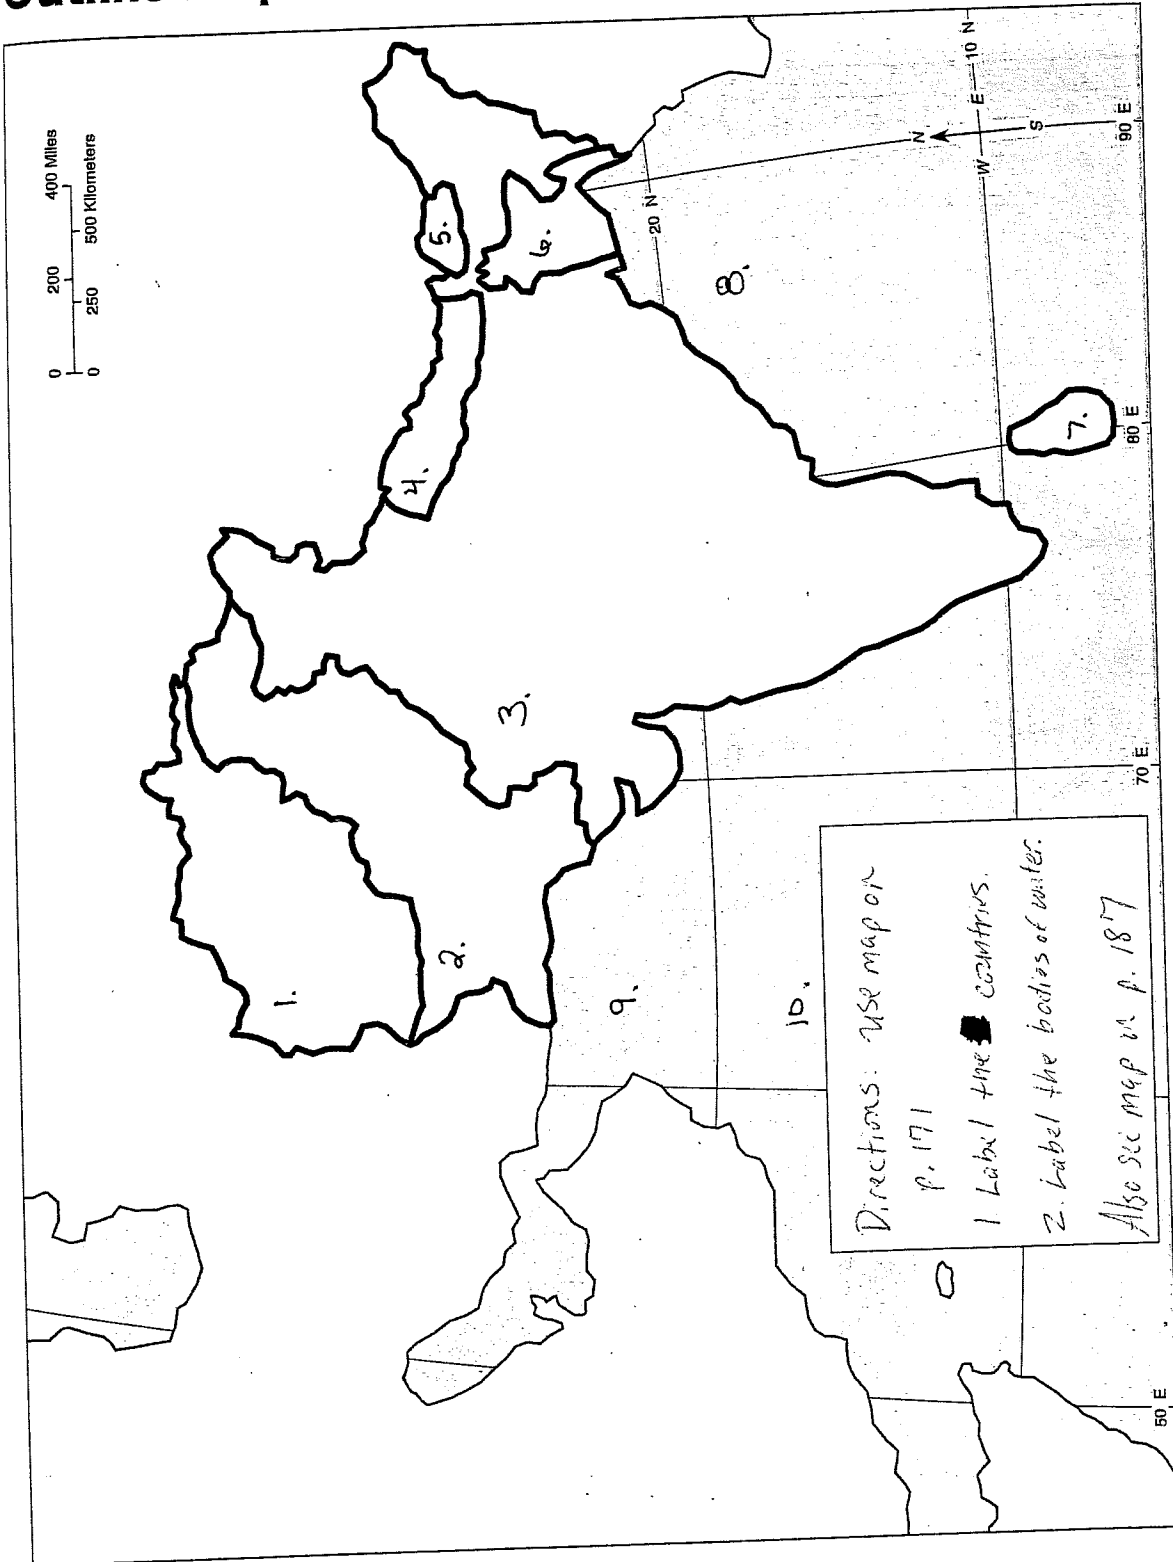 0 200 400 Miles
0 250 500 Kilometers
1.
2.
3.
4.
5.
6.
7.
8.
9.
10.
20 N
10 N
N
W E
S
50 E
70 E
80 E
90 E
Directions: use map on
p. 171
1 Label the countries.
2. Label the bodies of water.
Also see map on p. 187